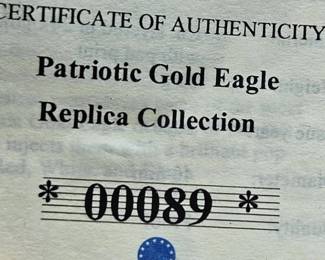 CERTIFICATE OF AUTHENTICITY
Patriotic Gold Eagle
Replica Collection
* 00089 *